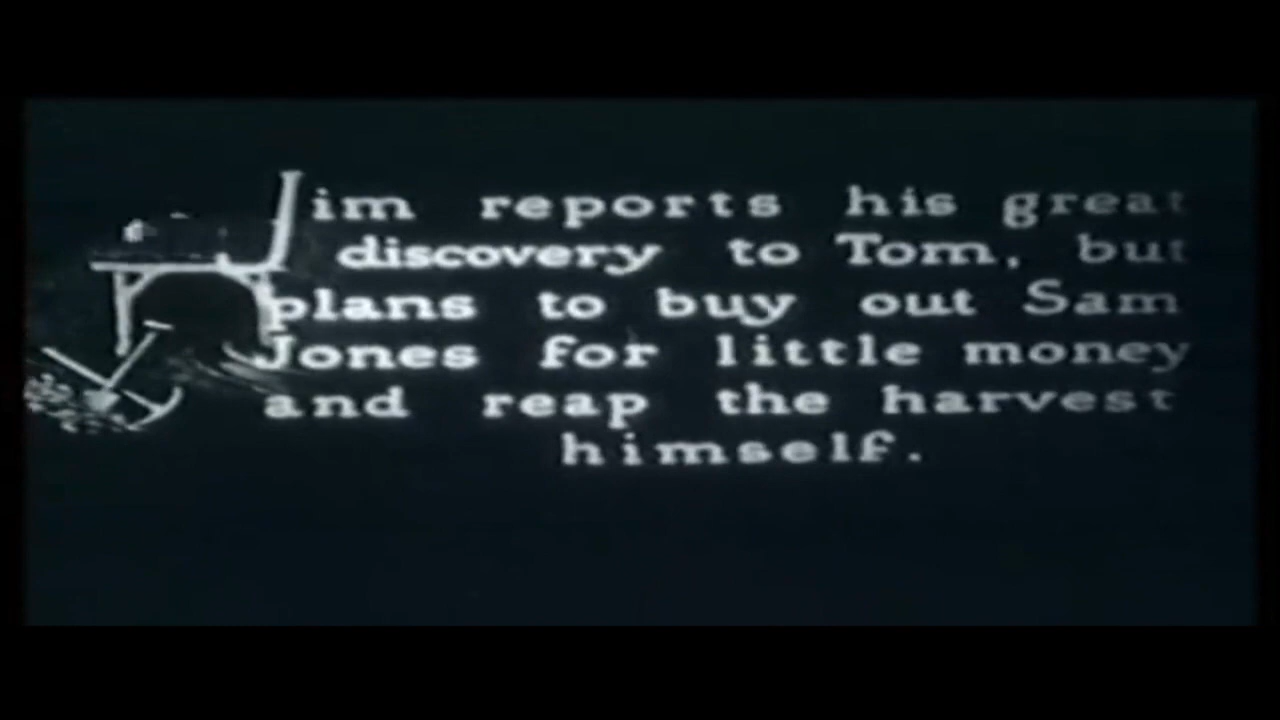 Jim reports his great
discovery to Tom, but
plans to buy out Sam
Jones for little money
and reap the harvest
himself.